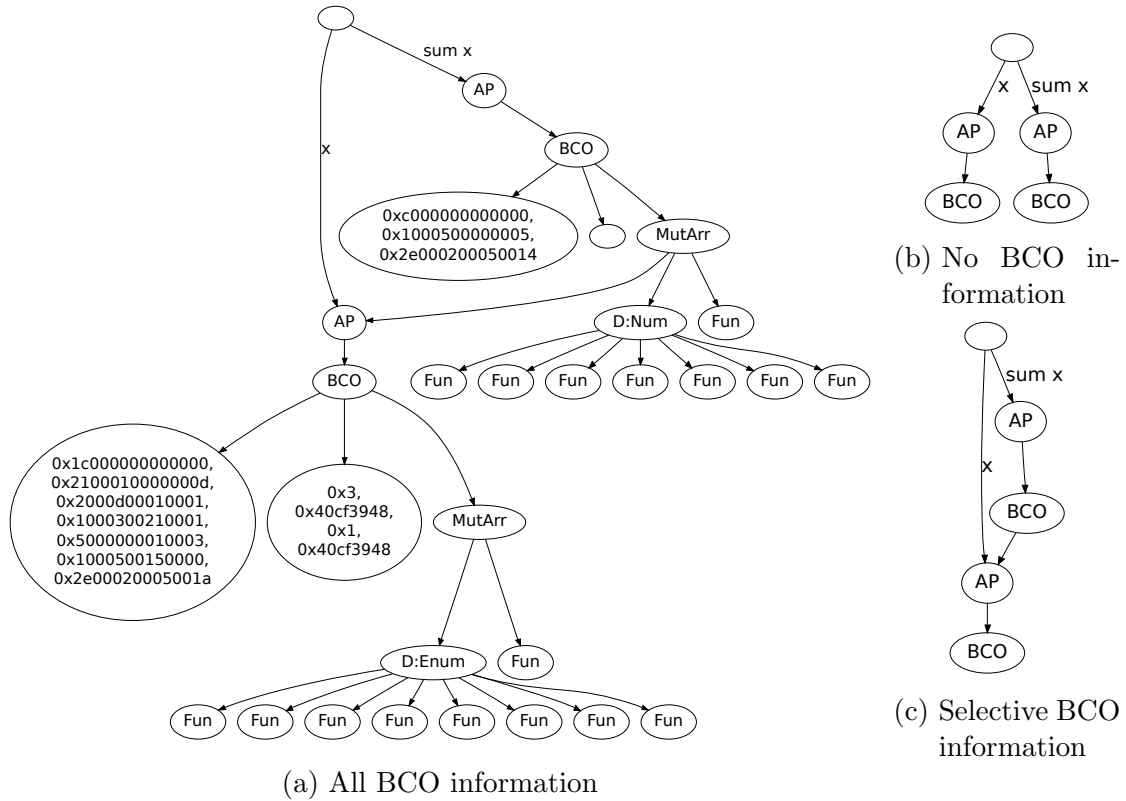 sum x
AP
x
BCO
0xc000000000000,
0x1000500000005,
0x2e000200050014
MutArr
AP
D:Num
Fun
BCO
Fun
Fun
Fun
Fun
Fun
Fun
Fun
0x1c000000000000,
0x2100010000000d,
0x2000d00010001,
0x1000300210001,
0x5000000010003,
0x1000500150000,
0x2e00020005001a
0x3,
0x40cf3948,
0x1,
0x40cf3948
MutArr
D:Enum
Fun
Fun
Fun
Fun
Fun
Fun
Fun
Fun
Fun
(a) All BCO information
x
sum x
AP
AP
BCO
BCO
(b) No BCO in-
formation
sum x
AP
x
BCO
AP
BCO
(c) Selective BCO
information